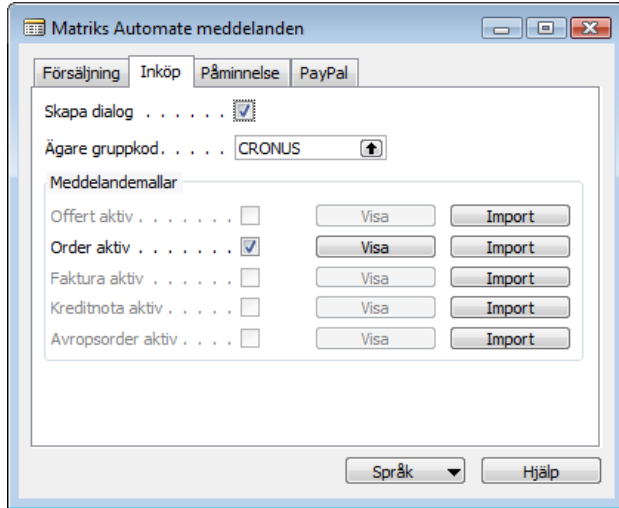 Matriks Automate meddelanden
Försäljning Inköp Påminnelse PayPal
Skapa dialog . . . . . .
Ägare gruppkod. . . . . CRONUS
Meddelandemallar
Offert aktiv . . . . . . . Visa Import
Order aktiv . . . . . . . Visa Import
Faktura aktiv . . . . . . Visa Import
Kreditnota aktiv . . . . . Visa Import
Avropsorder aktiv . . . . Visa Import
Språk Hjälp